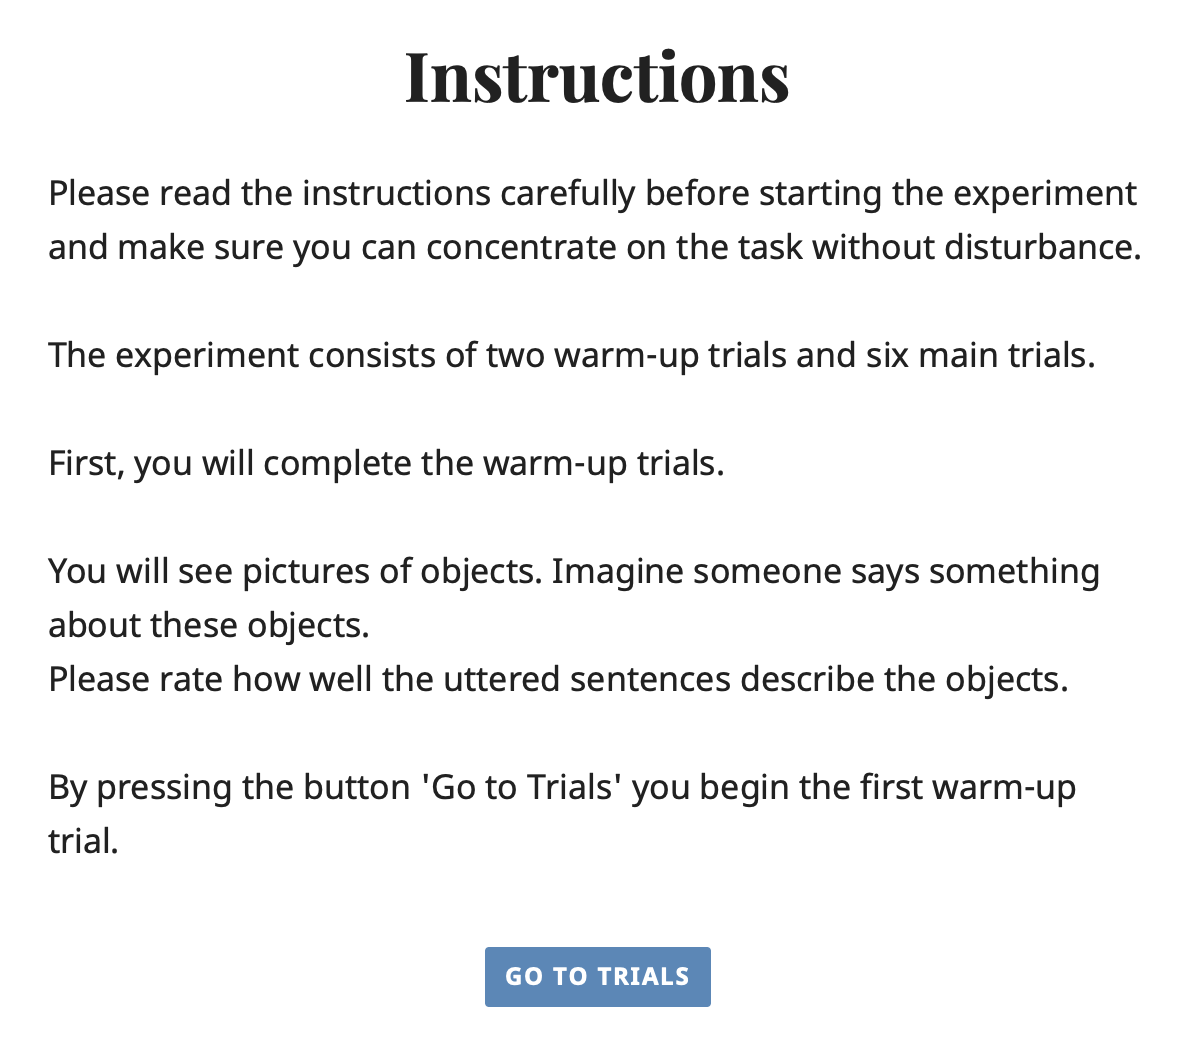 Instructions
Please read the instructions carefully before starting the experiment
and make sure you can concentrate on the task without disturbance.
The experiment consists of two warm-up trials and six main trials.
First, you will complete the warm-up trials.
You will see pictures of objects. Imagine someone says something
about these objects.
Please rate how well the uttered sentences describe the objects.
By pressing the button 'Go to Trials' you begin the first warm-up
trial.
GO TO TRIALS